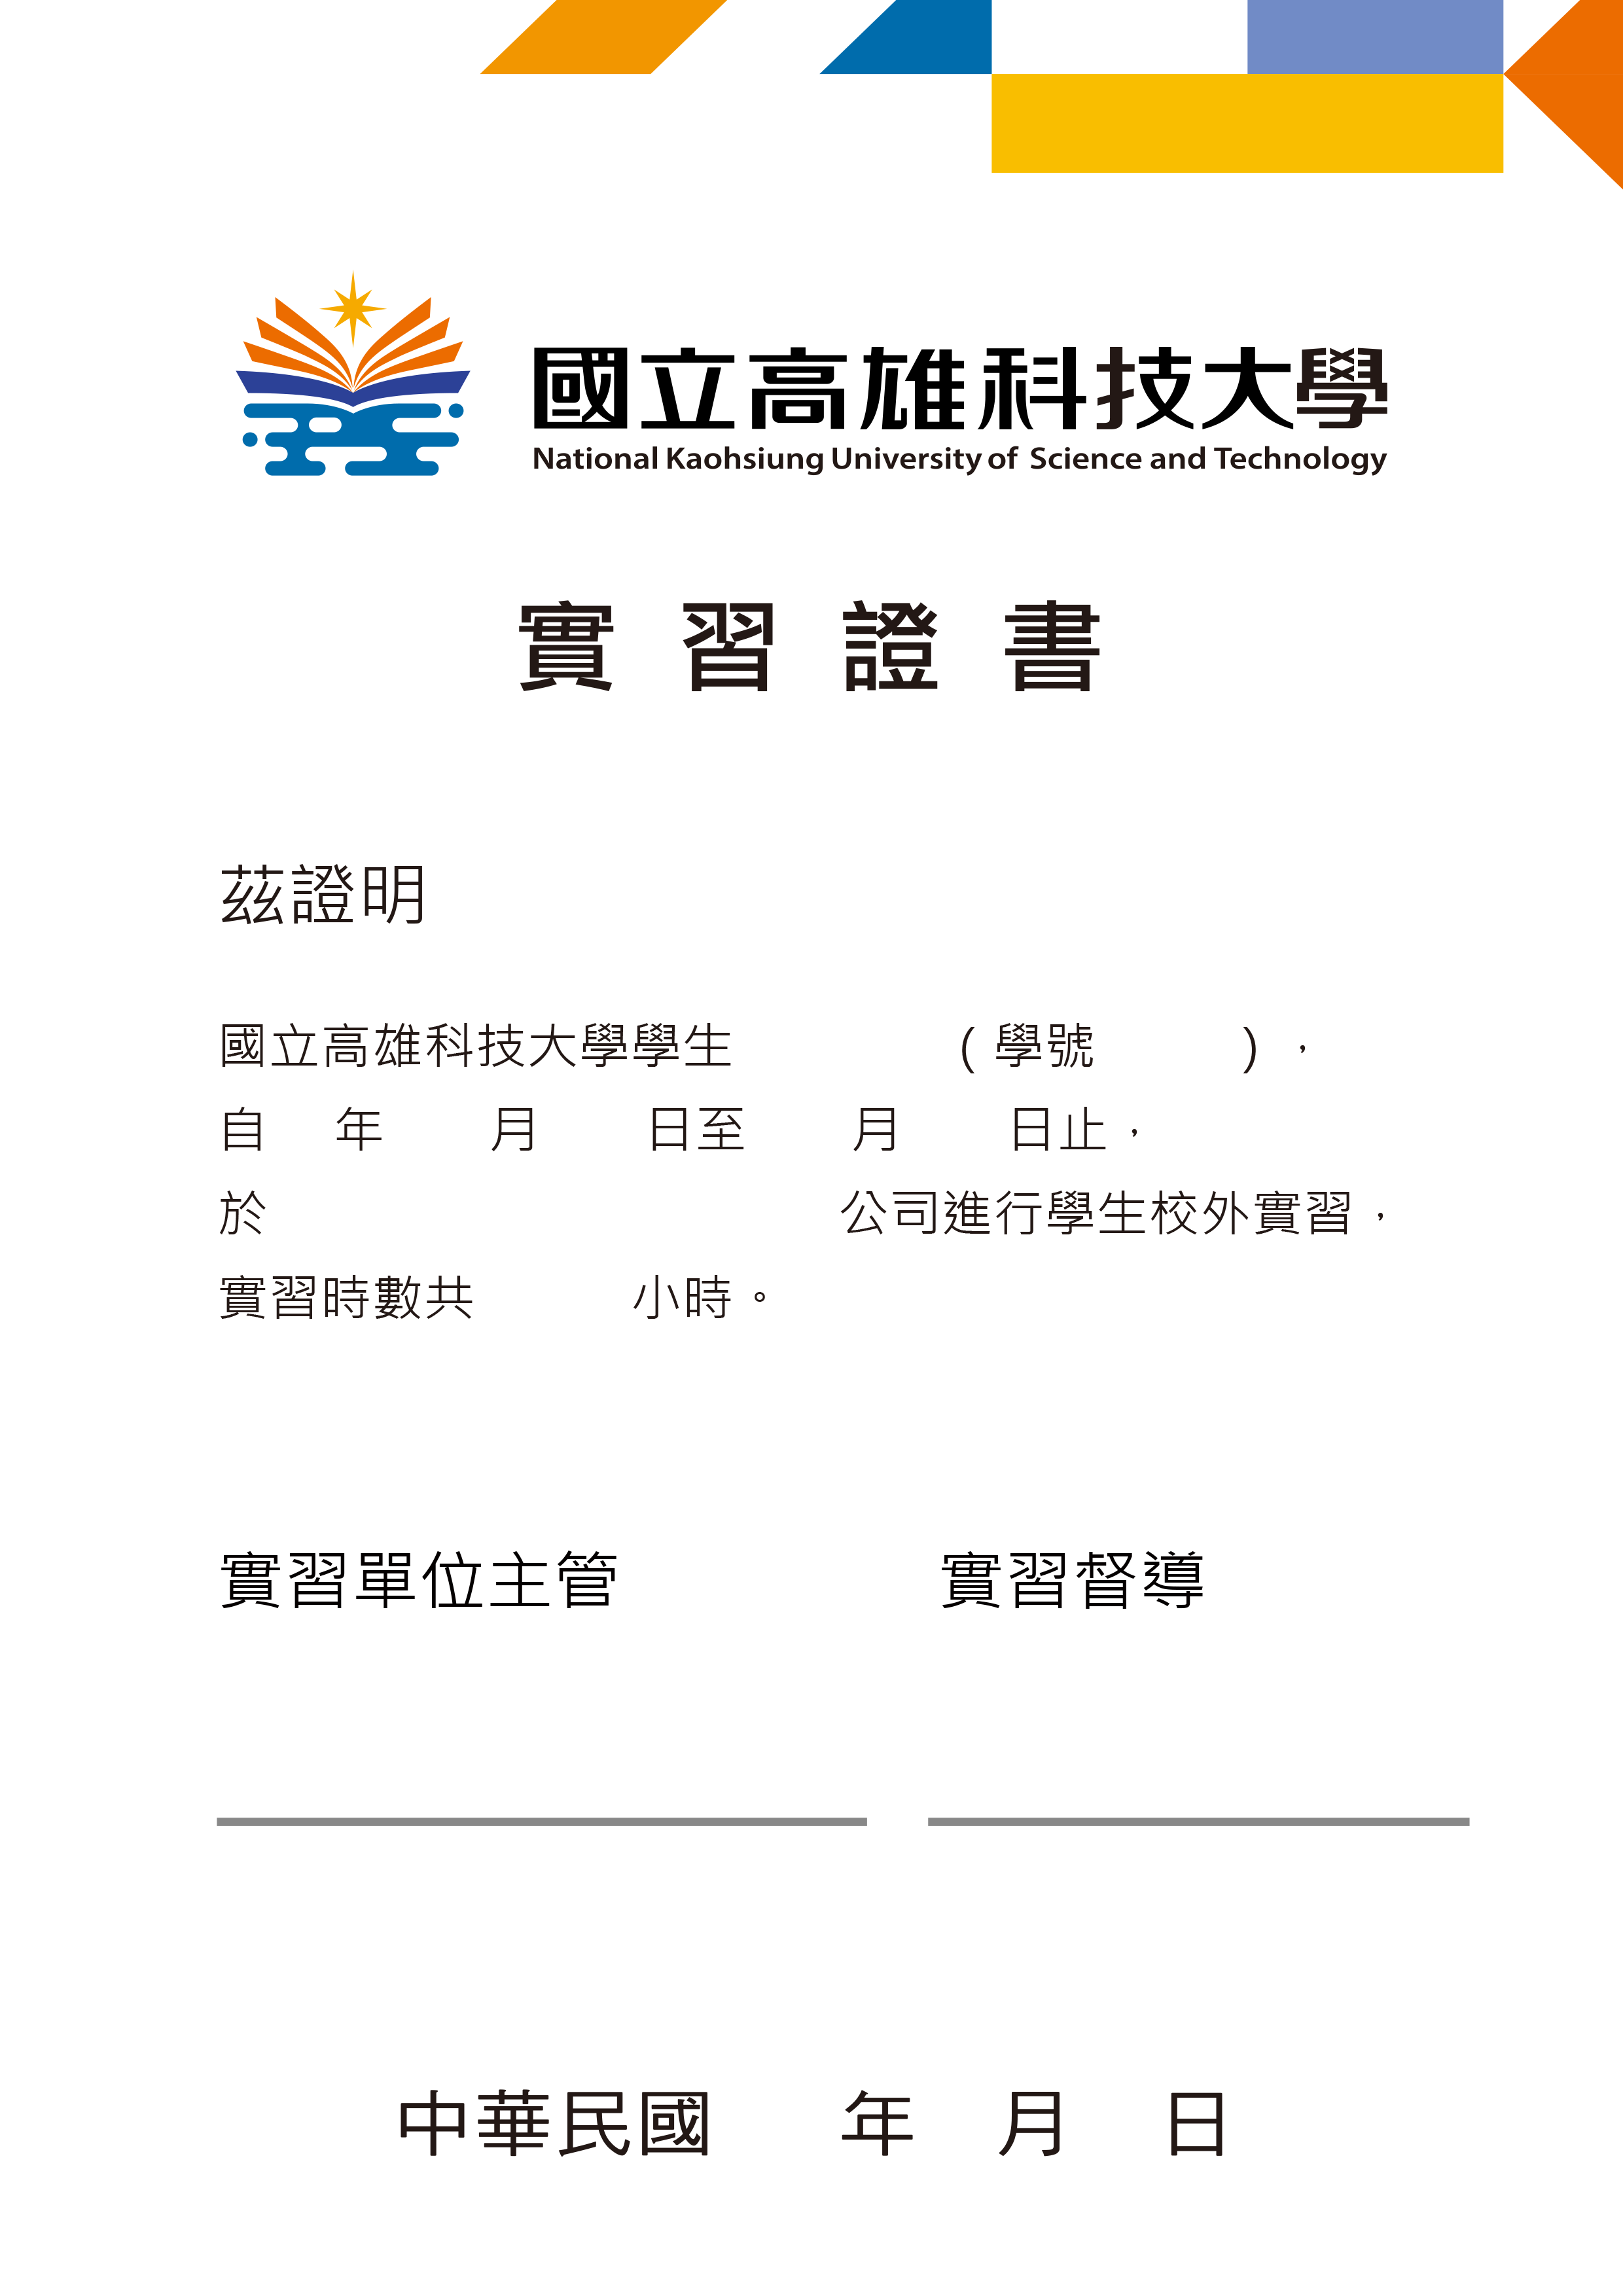 國立高雄科技大學
National Kaohsiung University of Science and Technology
實習證書
茲證明
國立高雄科技大學學生 (學號 ),
自 年 月 日至 月 日止,
於 公司進行學生校外實習,
實習時數共 小時。
實習單位主管 實習督導
中華民國 年 月 日